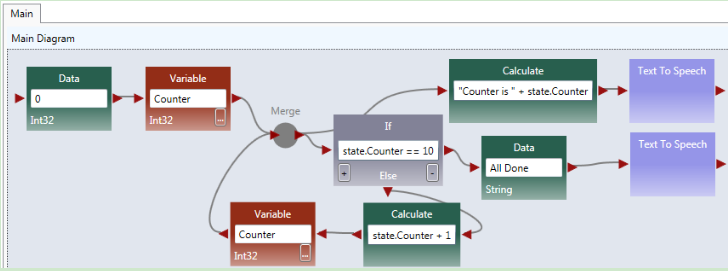 Main
Main Diagram
Data
0
Int32
Variable
Counter
...
Int32
Merge
If
state.Counter == 10
+
Else
-
Calculate
"Counter is " + state.Counter
Text To Speech
Data
All Done
String
Text To Speech
Variable
Counter
...
Int32
Calculate
state.Counter + 1